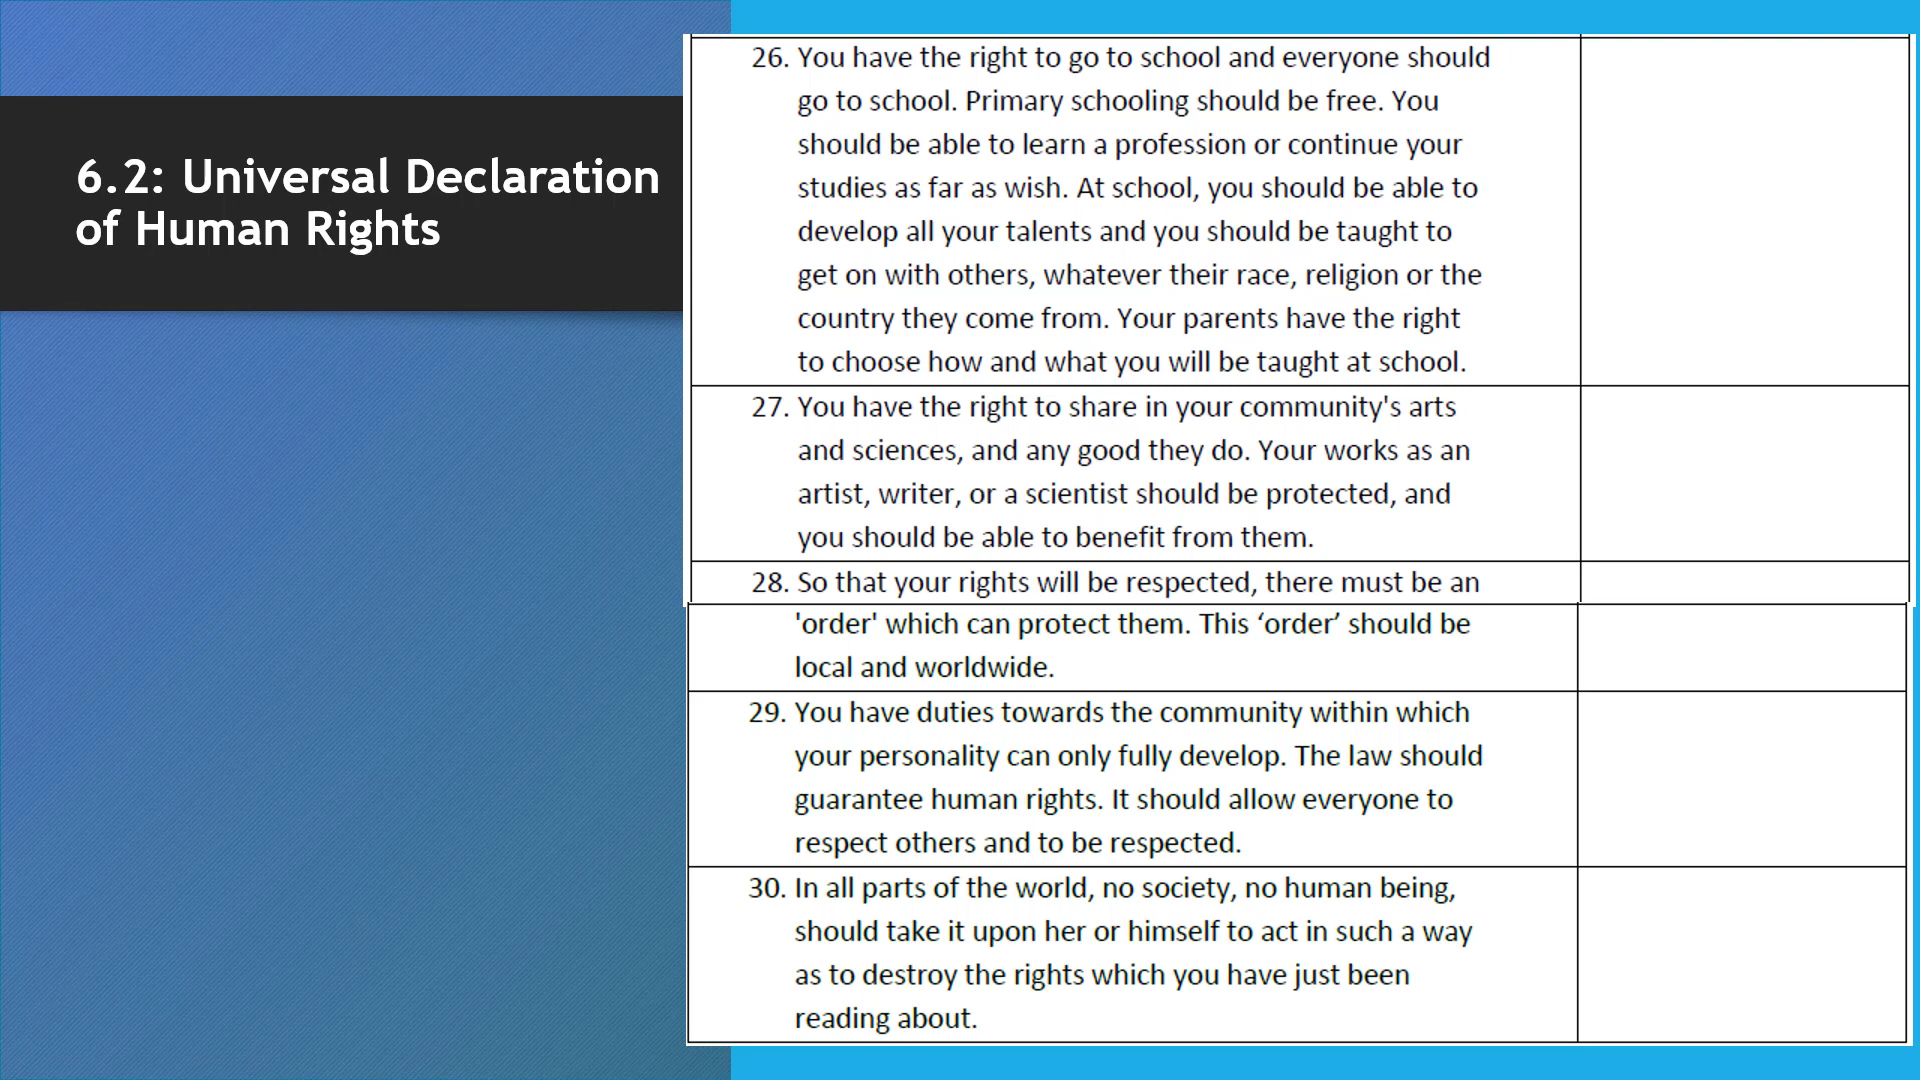 6.2: Universal Declaration
of Human Rights
26. You have the right to go to school and everyone should
go to school. Primary schooling should be free. You
should be able to learn a profession or continue your
studies as far as wish. At school, you should be able to
develop all your talents and you should be taught to
get on with others, whatever their race, religion or the
country they come from. Your parents have the right
to choose how and what you will be taught at school.
27. You have the right to share in your community's arts
and sciences, and any good they do. Your works as an
artist, writer, or a scientist should be protected, and
you should be able to benefit from them.
28. So that your rights will be respected, there must be an
'order' which can protect them. This ‘order’ should be
local and worldwide.
29. You have duties towards the community within which
your personality can only fully develop. The law should
guarantee human rights. It should allow everyone to
respect others and to be respected.
30. In all parts of the world, no society, no human being,
should take it upon her or himself to act in such a way
as to destroy the rights which you have just been
reading about.